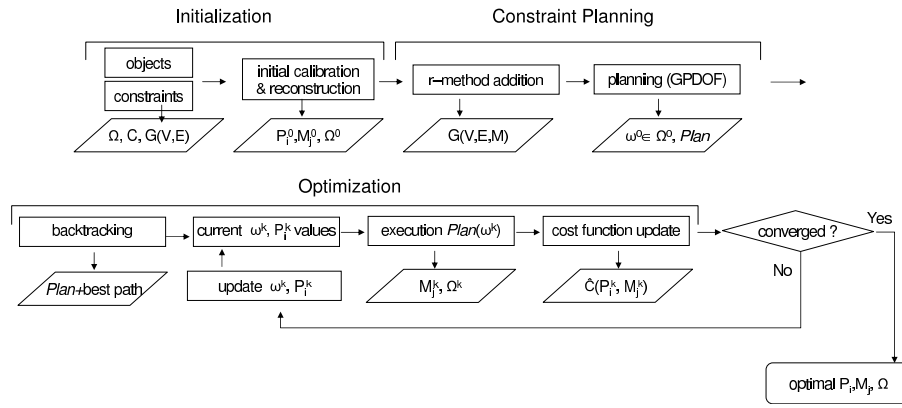 Initialization
Constraint Planning
objects
constraints
initial calibration
& reconstruction
r–method addition
planning (GPDOF)
Ω, C, G(V,E)
P_i^0, M_j^0, Ω^0
G(V,E,M)
ω^0 ∈ Ω^0, Plan
Optimization
backtracking
current ω^k, P_i^k values
execution Plan(ω^k)
cost function update
converged ?
Yes
No
Plan+best path
update ω^k, P_i^k
M_j^k, Ω^k
Ĉ(P_i^k, M_j^k)
optimal P_i, M_j, Ω